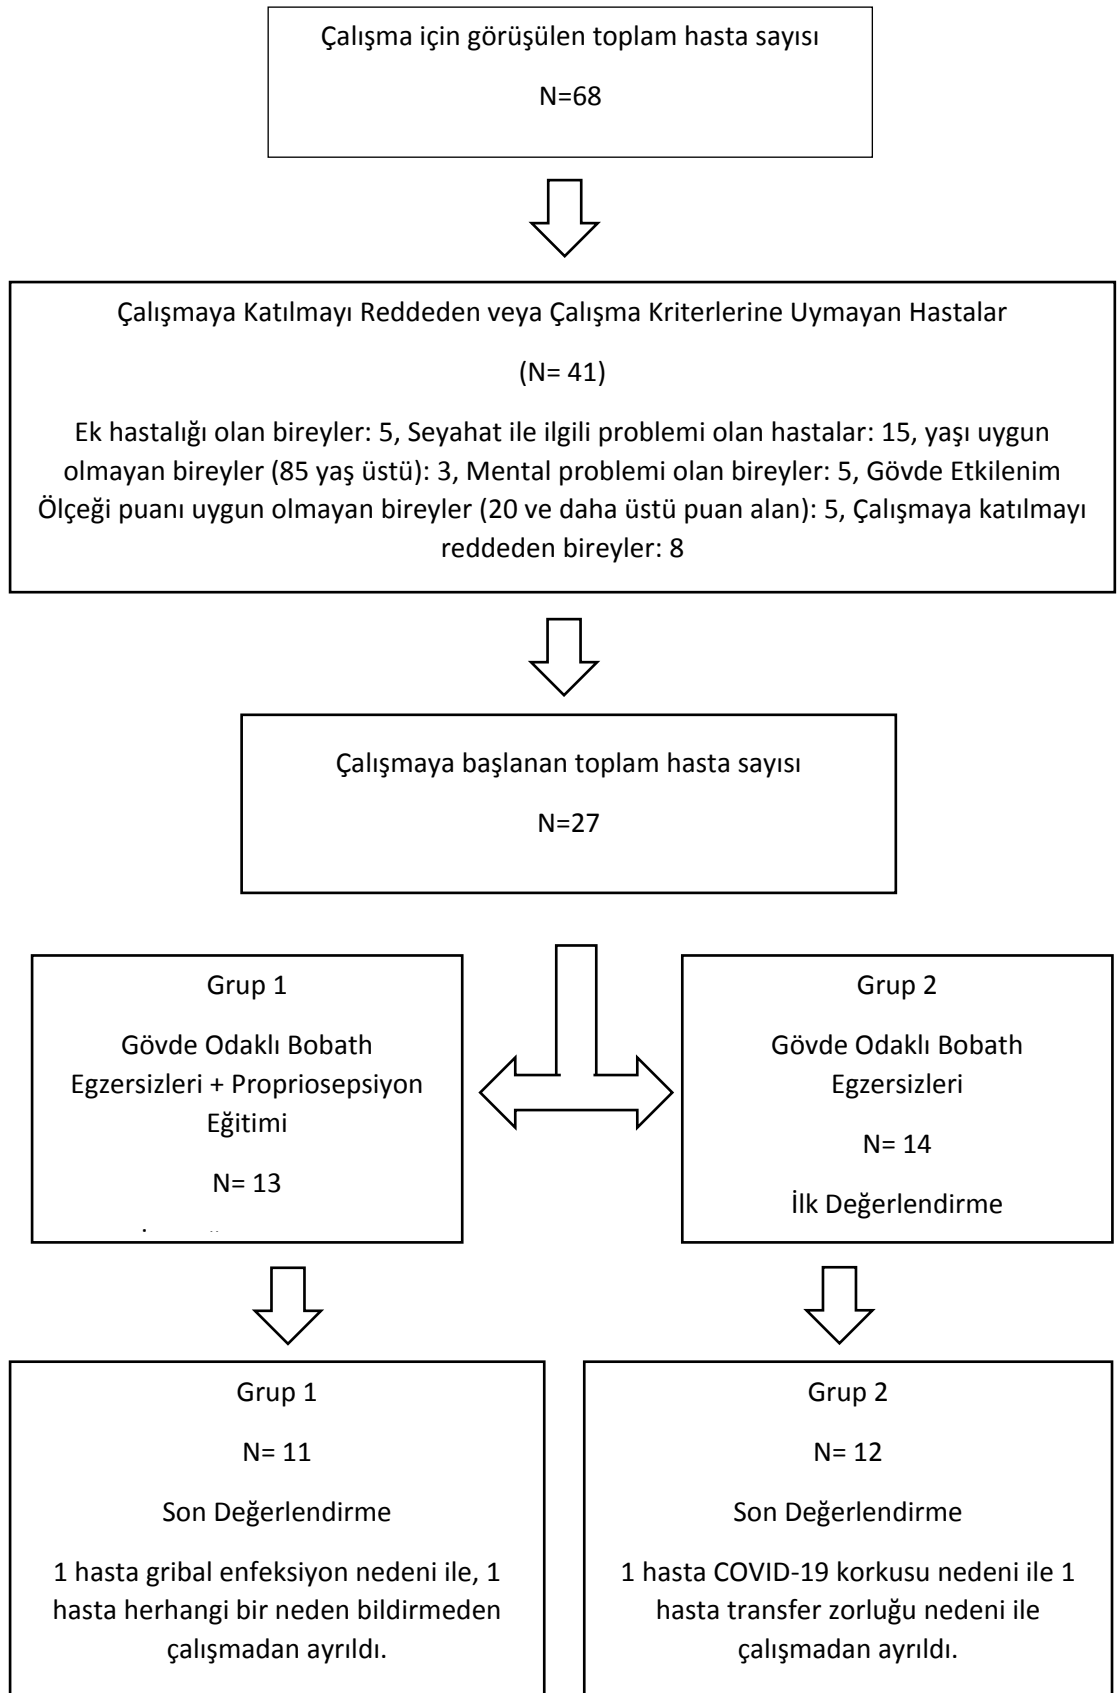 Çalışma için görüşülen toplam hasta sayısı
N=68
Çalışmaya Katılmayı Reddeden veya Çalışma Kriterlerine Uymayan Hastalar
(N= 41)
Ek hastalığı olan bireyler: 5, Seyahat ile ilgili problemi olan hastalar: 15, yaşı uygun
olmayan bireyler (85 yaş üstü): 3, Mental problemi olan bireyler: 5, Gövde Etkilenim
Ölçeği puanı uygun olmayan bireyler (20 ve daha üstü puan alan): 5, Çalışmaya katılmayı
reddeden bireyler: 8
Çalışmaya başlanan toplam hasta sayısı
N=27
Grup 1
Gövde Odaklı Bobath
Egzersizleri + Propriosepsiyon
Eğitimi
N= 13
Grup 2
Gövde Odaklı Bobath
Egzersizleri
N= 14
İlk Değerlendirme
Grup 1
N= 11
Son Değerlendirme
1 hasta gribal enfeksiyon nedeni ile, 1
hasta herhangi bir neden bildirmeden
çalışmadan ayrıldı.
Grup 2
N= 12
Son Değerlendirme
1 hasta COVID-19 korkusu nedeni ile 1
hasta transfer zorluğu nedeni ile
çalışmadan ayrıldı.